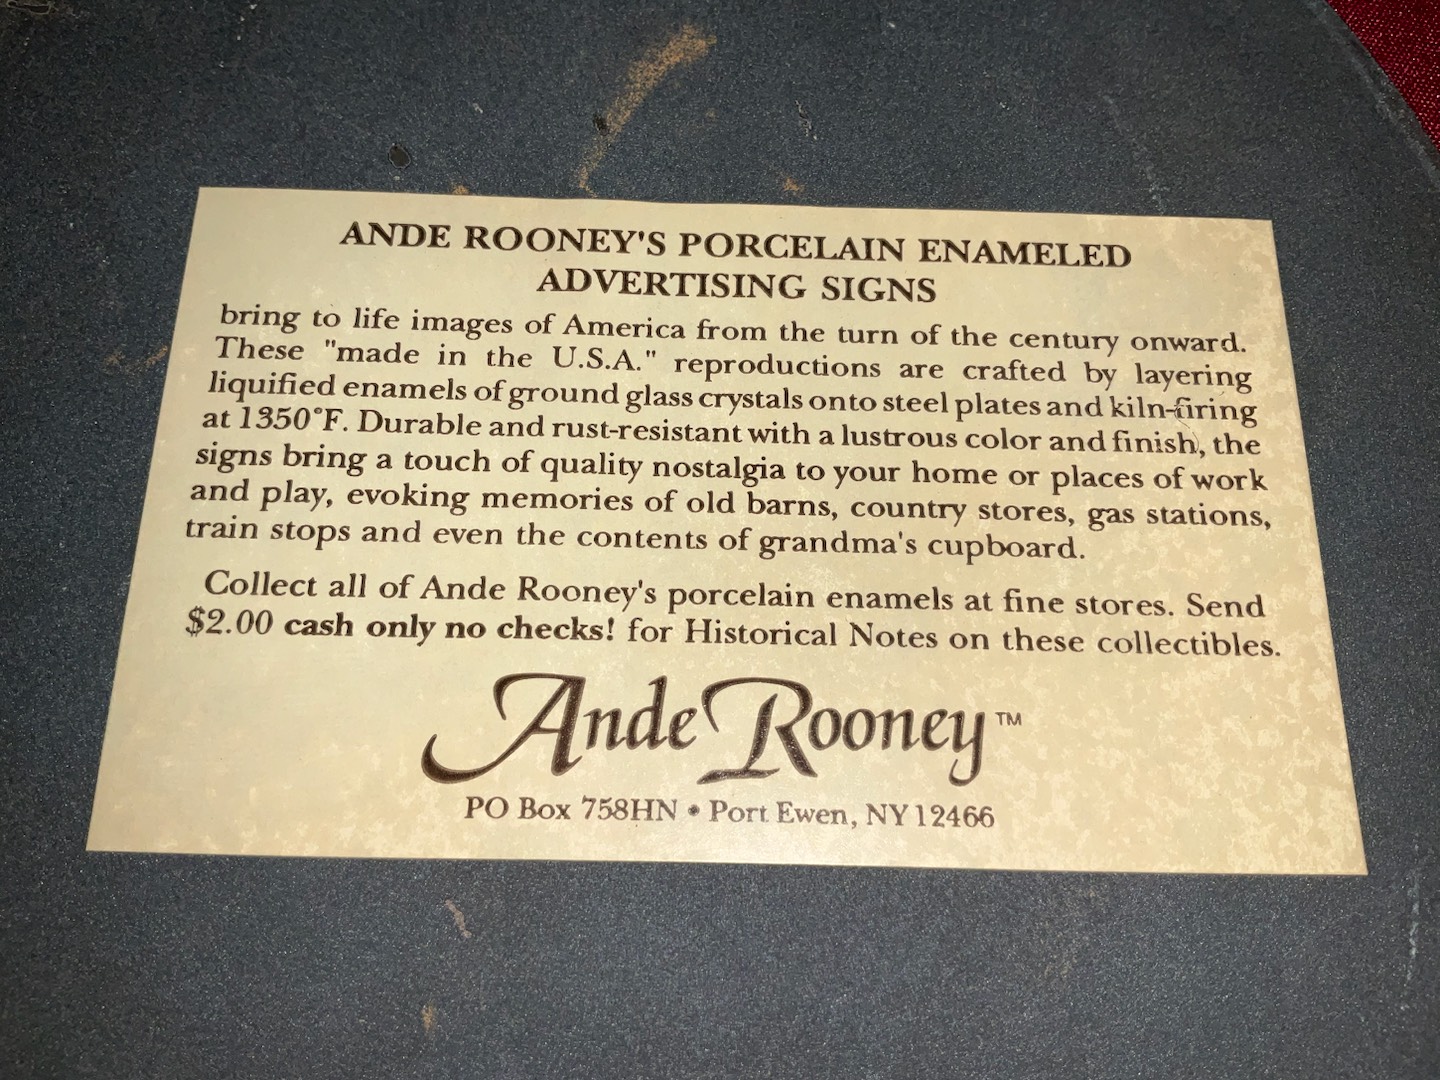 ANDE ROONEY'S PORCELAIN ENAMELED
ADVERTISING SIGNS
bring to life images of America from the turn of the century onward.
These "made in the U.S.A." reproductions are crafted by layering
liquified enamels of ground glass crystals onto steel plates and kiln-firing
at 1350°F. Durable and rust-resistant with a lustrous color and finish, the
signs bring a touch of quality nostalgia to your home or places of work
and play, evoking memories of old barns, country stores, gas stations,
train stops and even the contents of grandma's cupboard.
Collect all of Ande Rooney's porcelain enamels at fine stores. Send
$2.00 cash only no checks! for Historical Notes on these collectibles.
Ande Rooney™
PO Box 758HN • Port Ewen, NY 12466